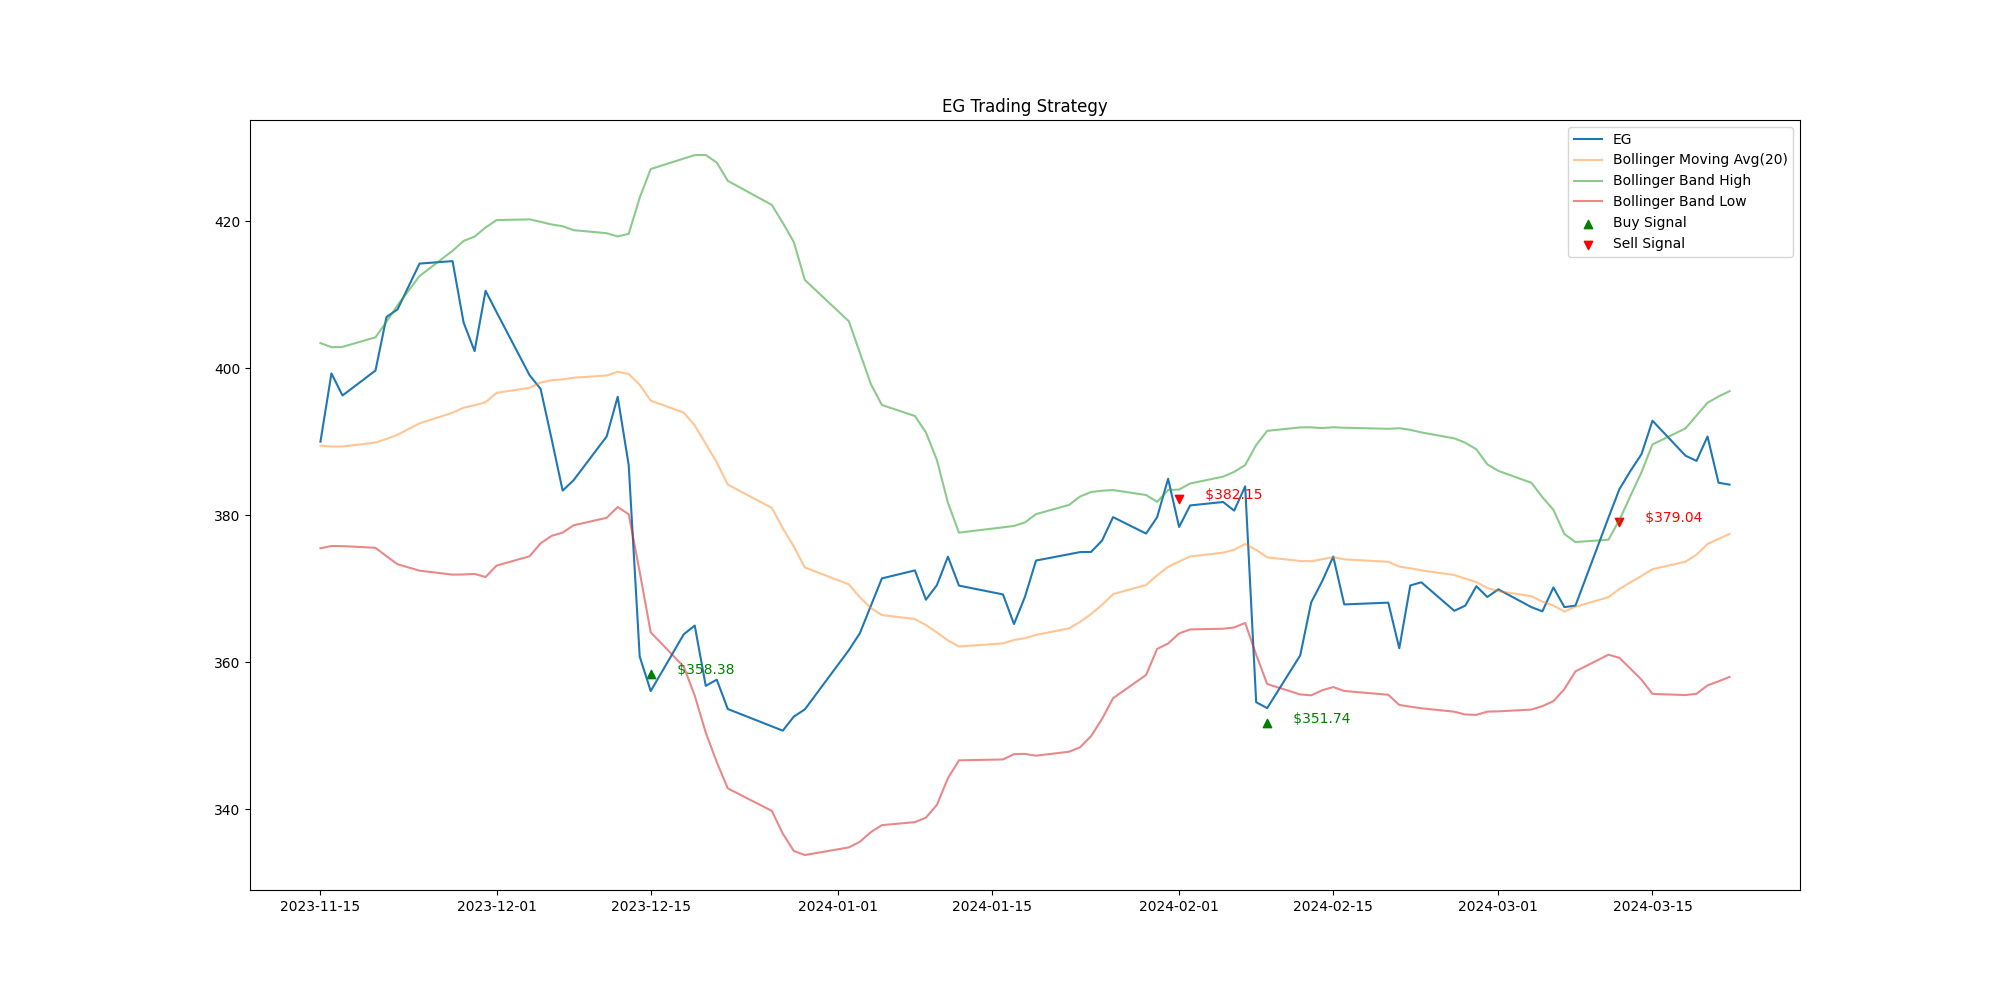 EG Trading Strategy
EG
Bollinger Moving Avg(20)
Bollinger Band High
Bollinger Band Low
Buy Signal
Sell Signal
420
400
380
360
340
$382.15
$379.04
$358.38
$351.74
2023-11-15
2023-12-01
2023-12-15
2024-01-01
2024-01-15
2024-02-01
2024-02-15
2024-03-01
2024-03-15